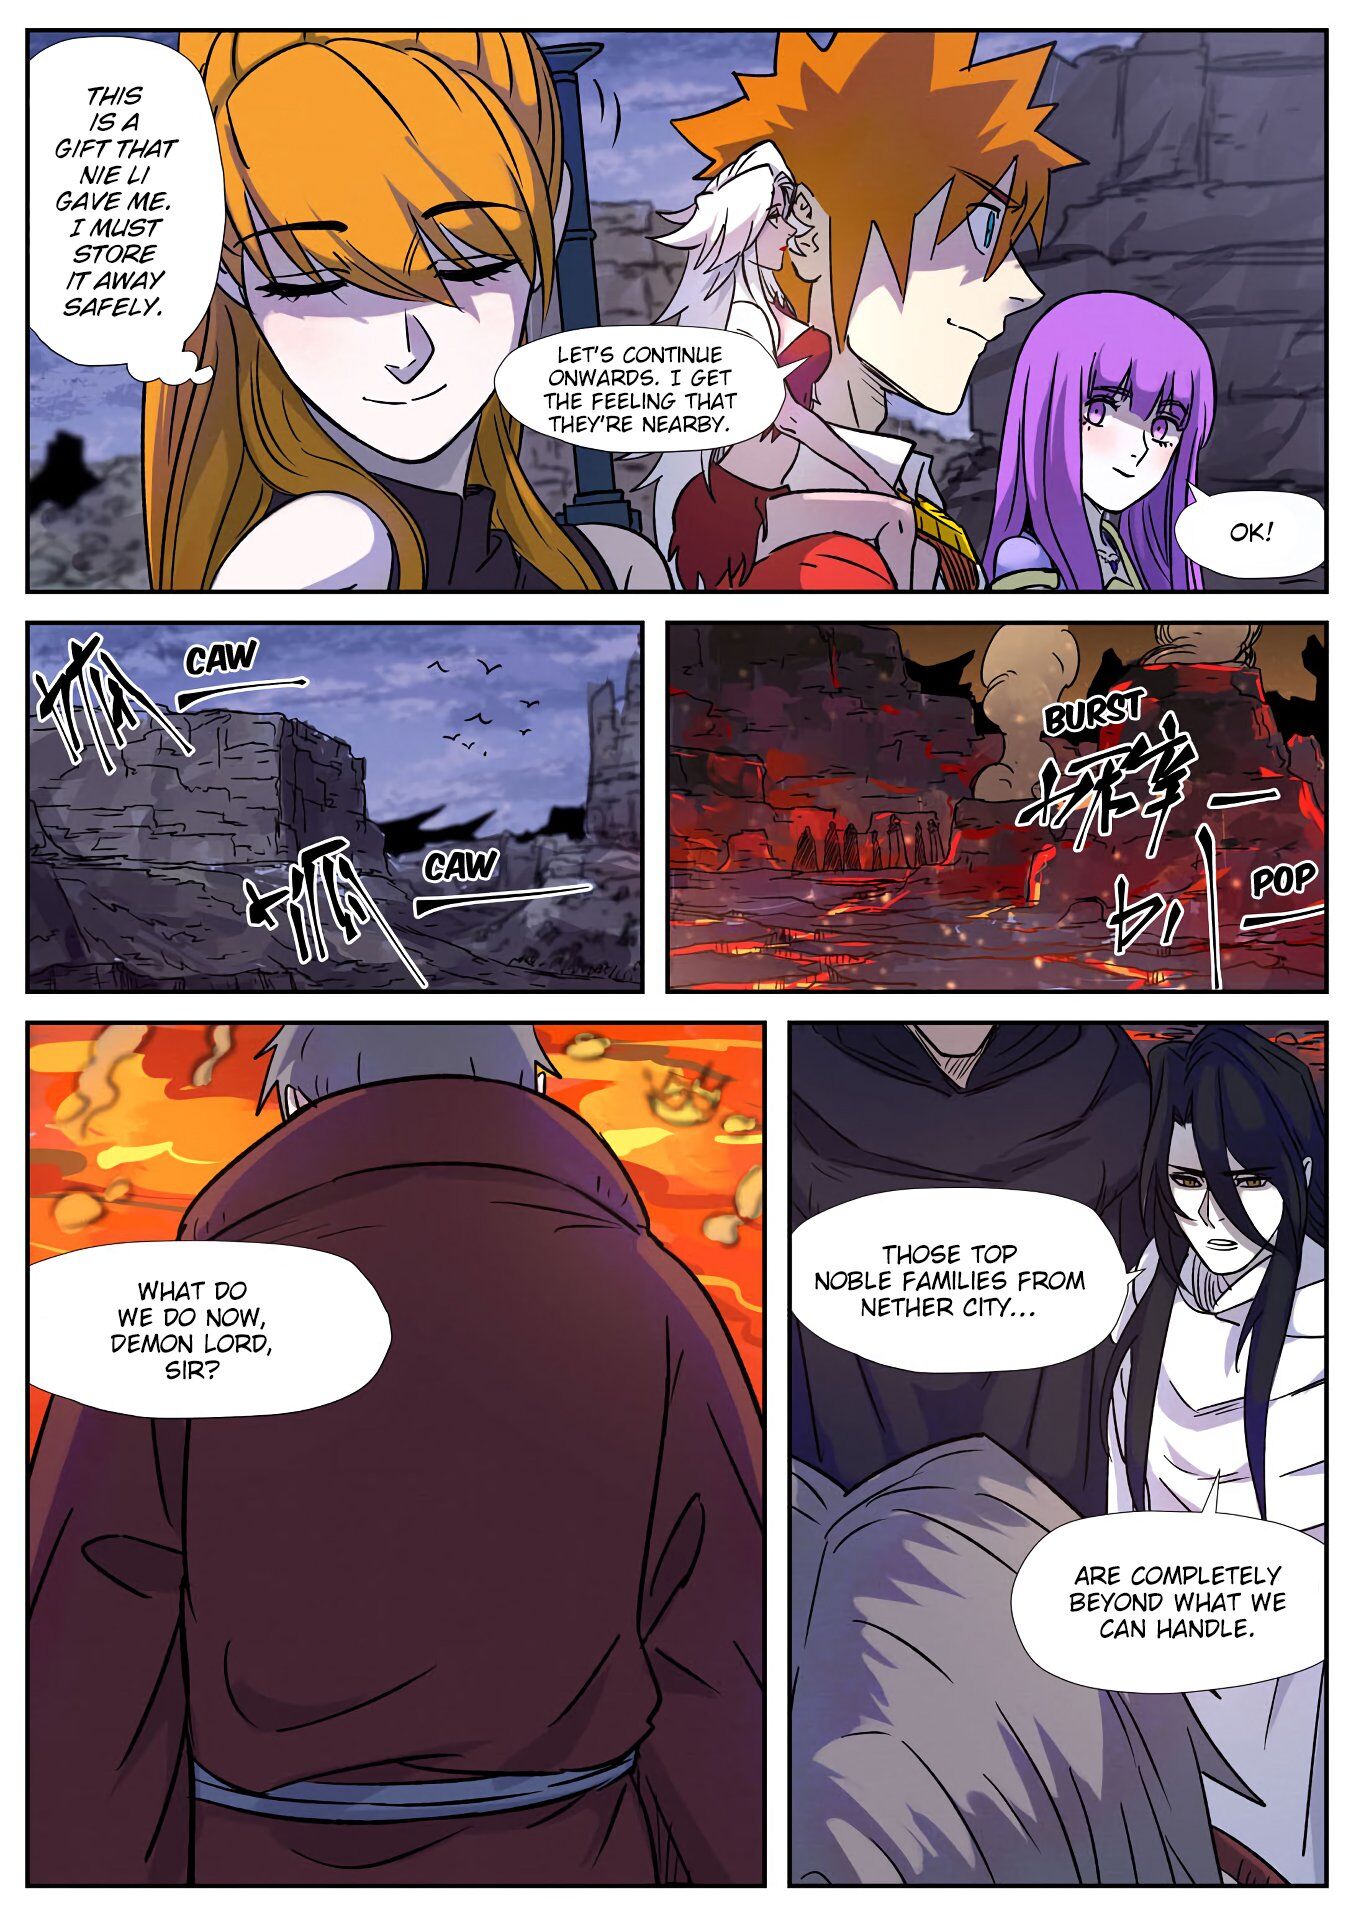 THIS
IS A
GIFT THAT
NIE LI
GAVE ME.
I MUST
STORE
IT AWAY
SAFELY.
LET'S CONTINUE
ONWARDS. I GET
THE FEELING THAT
THEY'RE NEARBY.
OK!
CAW
CAW
BURST
POP
WHAT DO
WE DO NOW,
DEMON LORD,
SIR?
THOSE TOP
NOBLE FAMILIES FROM
NETHER CITY...
ARE COMPLETELY
BEYOND WHAT WE
CAN HANDLE.